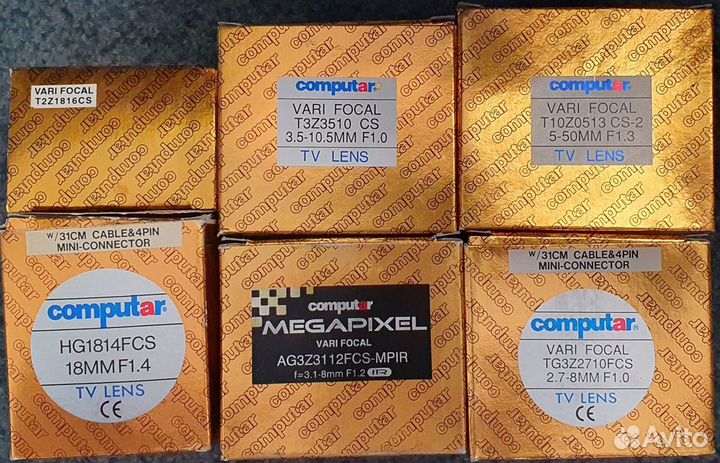 VARI FOCAL
T2Z1816CS
computar
VARI FOCAL
T3Z3510 CS
3.5-10.5MM F1.0
TV LENS
computar
VARI FOCAL
T10Z0513 CS-2
5-50MM F1.3
TV LENS
W/31CM CABLE&4PIN
MINI-CONNECTOR
computar®
HG1814FCS
18MM F1.4
TV LENS
CE
computar
MEGAPIXEL
VARI FOCAL
AG3Z3112FCS-MPIR
f=3.1-8mm F1.2 IR
W/31CM CABLE&4PIN
MINI-CONNECTOR
computar®
VARI FOCAL
TG3Z2710FCS
2.7-8MM F1.0
TV LENS
CE
Avito